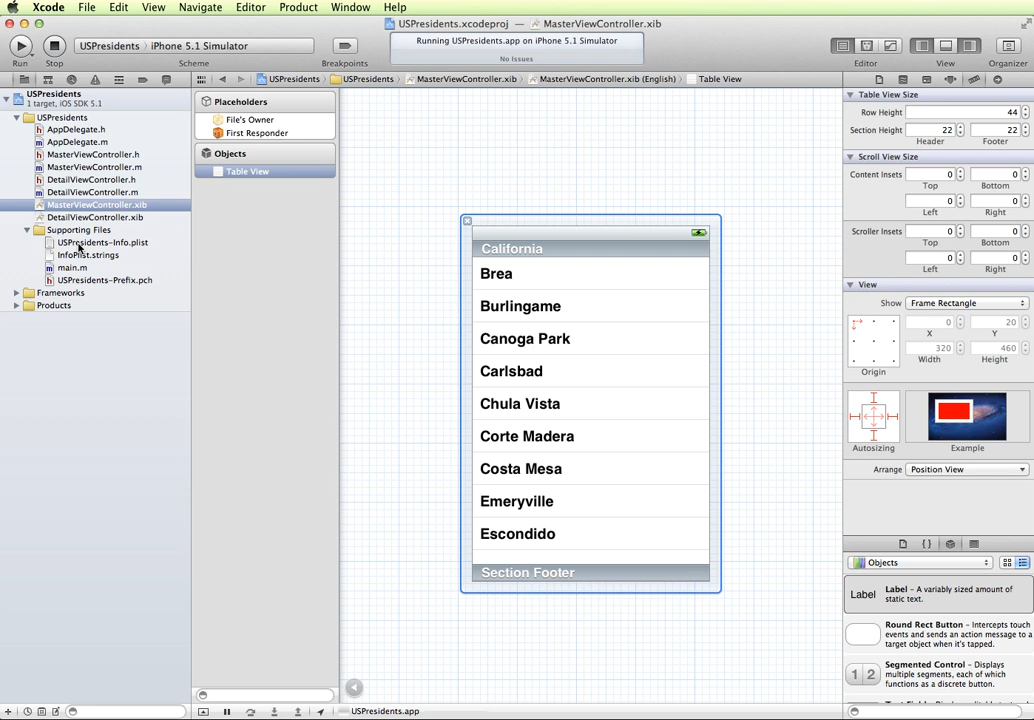 Xcode File Edit View Navigate Editor Product Window Help
USPresidents.xcodeproj — MasterViewController.xib
USPresidents iPhone 5.1 Simulator
Running USPresidents.app on iPhone 5.1 Simulator
No Issues
Run Stop Scheme Breakpoints Editor View Organizer
USPresidents USPresidents MasterViewController.xib MasterViewController.xib (English) Table View
USPresidents
1 target, iOS SDK 5.1
USPresidents
AppDelegate.h
AppDelegate.m
MasterViewController.h
MasterViewController.m
DetailViewController.h
DetailViewController.m
MasterViewController.xib
DetailViewController.xib
Supporting Files
USPresidents-Info.plist
InfoPlist.strings
main.m
USPresidents-Prefix.pch
Frameworks
Products
Placeholders
File's Owner
First Responder
Objects
Table View
California
Brea
Burlingame
Canoga Park
Carlsbad
Chula Vista
Corte Madera
Costa Mesa
Emeryville
Escondido
Section Footer
USPresidents.app
Table View Size
Row Height 44
Section Height 22 22
Header Footer
Scroll View Size
Content Insets 0 0
Top Bottom
0 0
Left Right
Scroller Insets 0 0
Top Bottom
0 0
Left Right
View
Show Frame Rectangle
0 20
X Y
320 460
Width Height
Origin
Autosizing Example
Arrange Position View
{}
Objects
Label Label - A variably sized amount of
static text.
Round Rect Button - Intercepts touch
events and sends an action message to a
target object when it's tapped.
1 2 Segmented Control - Displays
multiple segments, each of which
functions as a discrete button.